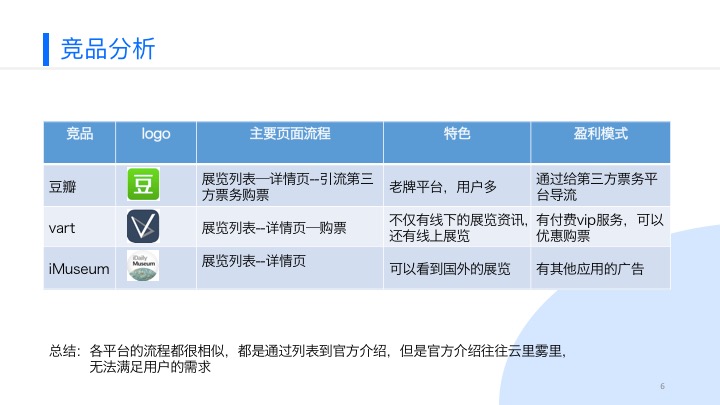 竞品分析
竞品 logo 主要页面流程 特色 盈利模式
豆瓣 豆 展览列表—详情页--引流第三方票务购票 老牌平台，用户多 通过给第三方票务平台导流
vart 展览列表--详情页—购票 不仅有线下的展览资讯，还有线上展览 有付费vip服务，可以优惠购票
iMuseum iDaily Museum 展览列表--详情页 可以看到国外的展览 有其他应用的广告
总结：各平台的流程都很相似，都是通过列表到官方介绍，但是官方介绍往往云里雾里，
无法满足用户的需求
6